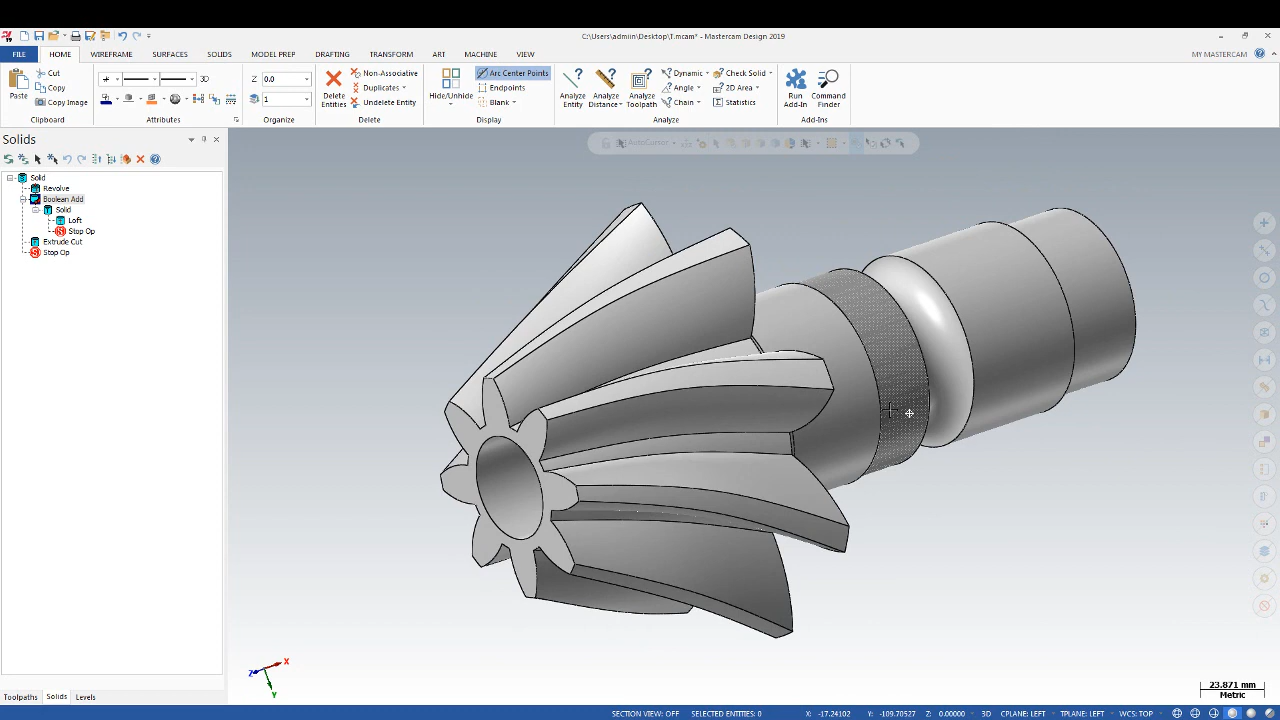 C:\Users\admiin\Desktop\T.mcam* - Mastercam Design 2019
FILE HOME WIREFRAME SURFACES SOLIDS MODEL PREP DRAFTING TRANSFORM ART MACHINE VIEW MY MASTERCAM
Paste
Cut
Copy
Copy Image
Clipboard
3D
Attributes
Z 0.0
1
Organize
Delete Entities
Non-Associative
Duplicates
Undelete Entity
Delete
Hide/Unhide
Arc Center Points
Endpoints
Blank
Display
Analyze Entity
Analyze Distance
Analyze Toolpath
Dynamic
Angle
Chain
Check Solid
2D Area
Statistics
Analyze
Run Add-In
Command Finder
Add-Ins
Solids
AutoCursor
Solid
Revolve
Boolean Add
Solid
Loft
Stop Op
Extrude Cut
Stop Op
X
Z
Y
23.871 mm
Metric
Toolpaths Solids Levels
SECTION VIEW: OFF SELECTED ENTITIES: 0 X: -17.24102 Y: -109.70527 Z: 0.00000 3D CPLANE: LEFT TPLANE: LEFT WCS: TOP